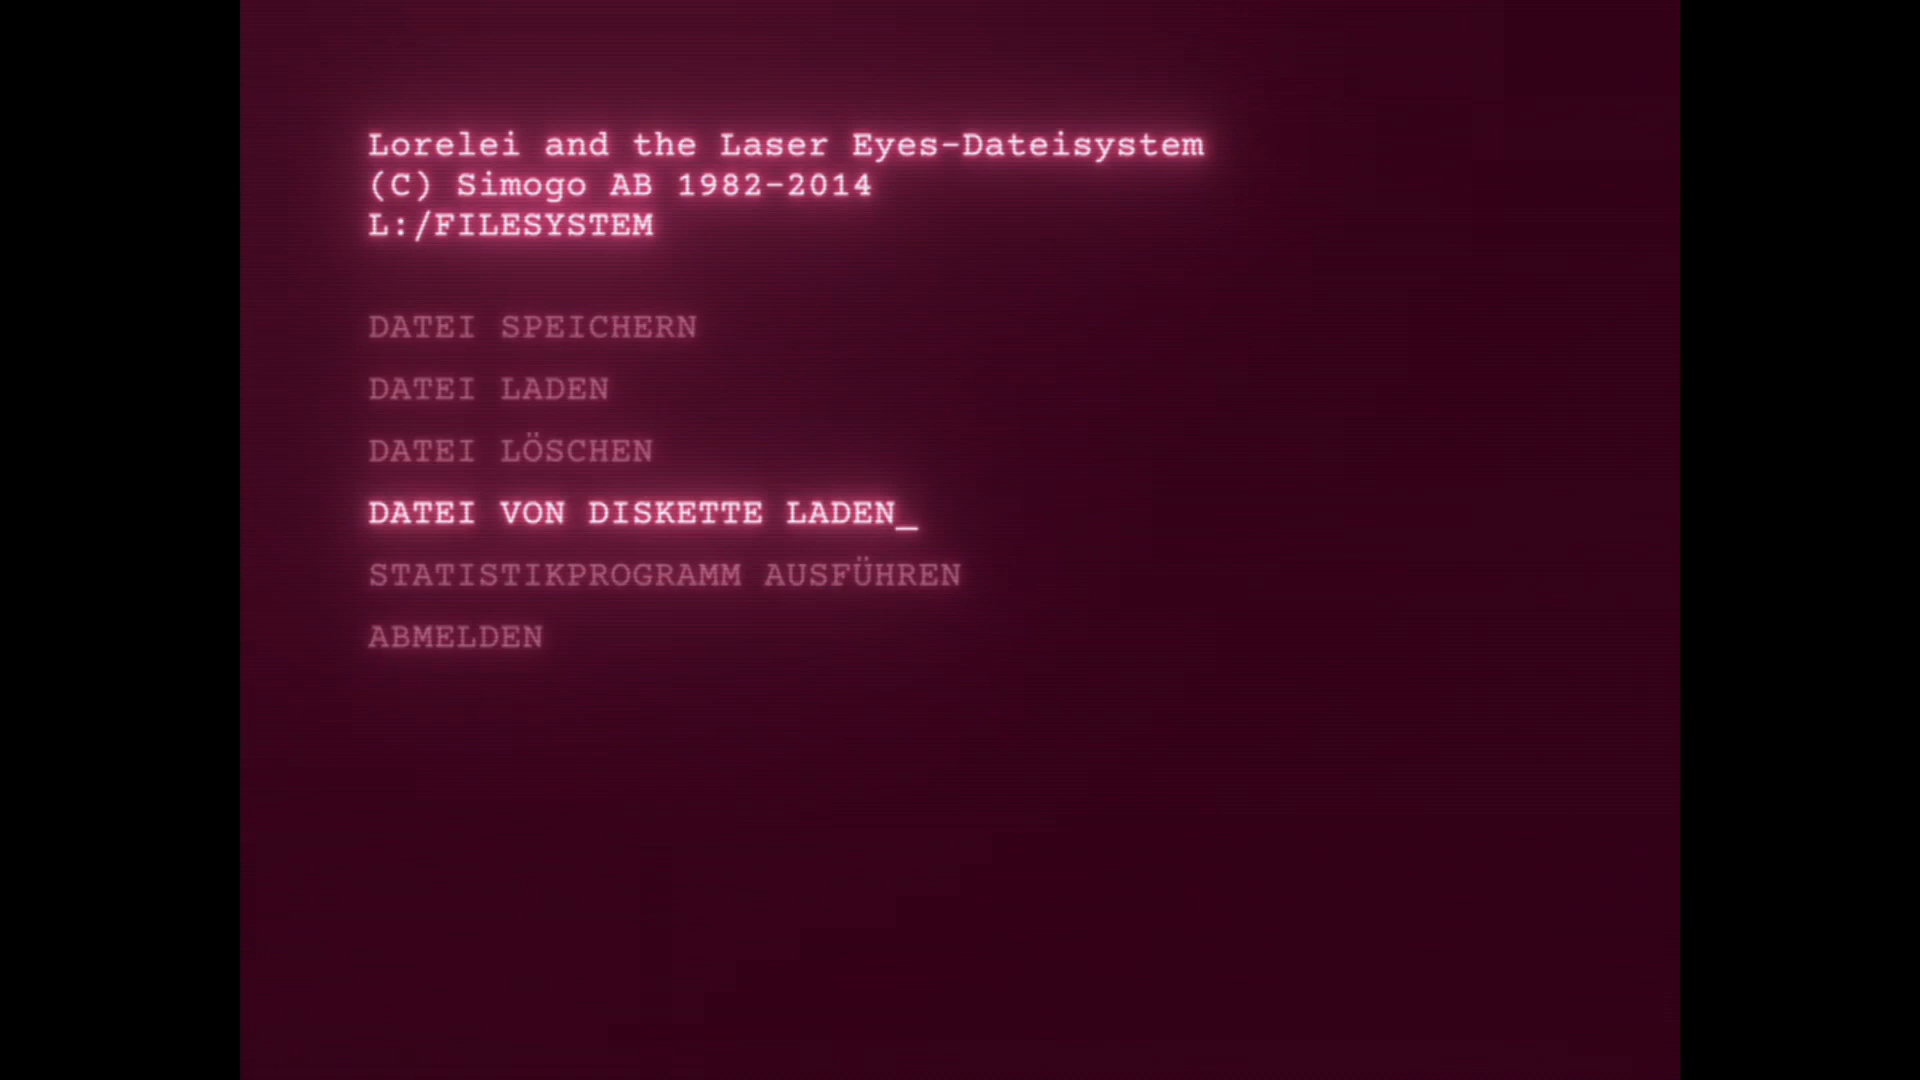 Lorelei and the Laser Eyes-Dateisystem
(C) Simogo AB 1982-2014
L:/FILESYSTEM
DATEI SPEICHERN
DATEI LADEN
DATEI LÖSCHEN
DATEI VON DISKETTE LADEN_
STATISTIKPROGRAMM AUSFÜHREN
ABMELDEN